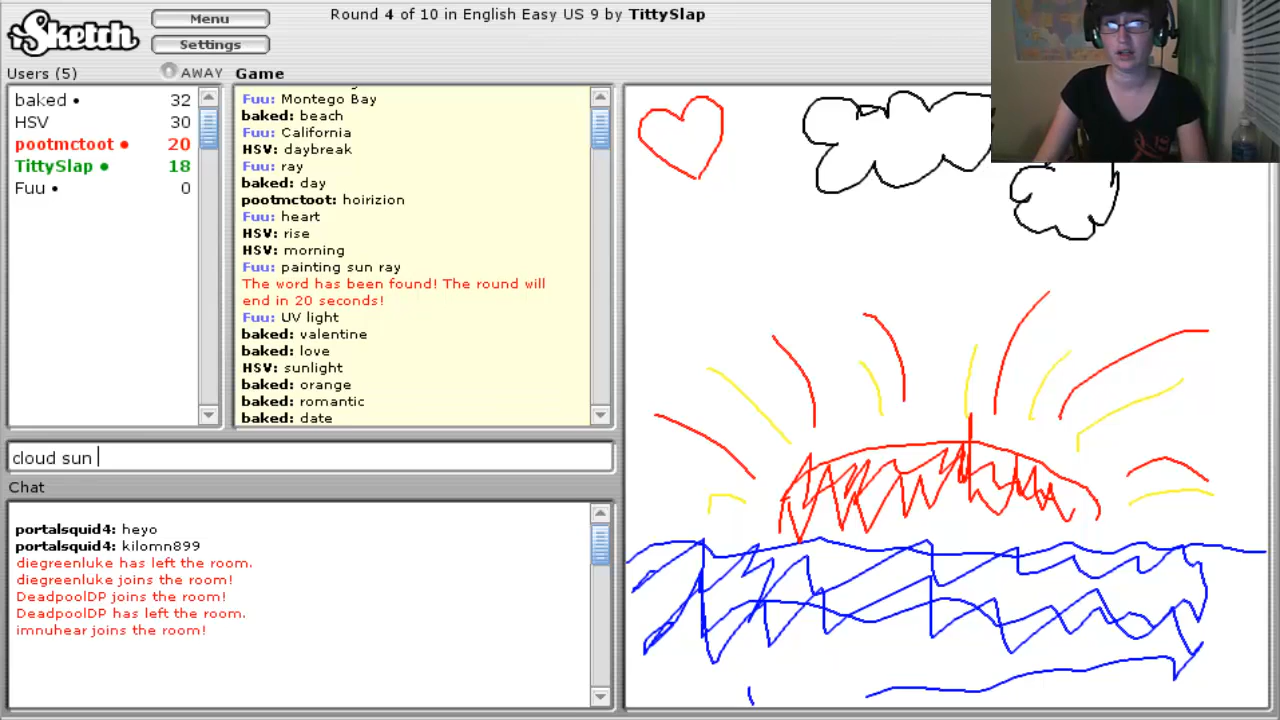 iSketch
Menu
Settings
Round 4 of 10 in English Easy US 9 by TittySlap
Users (5)
AWAY
Game
baked • 32
HSV 30
pootmctoot • 20
TittySlap • 18
Fuu • 0
Fuu: Montego Bay
baked: beach
Fuu: California
HSV: daybreak
Fuu: ray
baked: day
pootmctoot: hoirizion
Fuu: heart
HSV: rise
HSV: morning
Fuu: painting sun ray
The word has been found! The round will
end in 20 seconds!
Fuu: UV light
baked: valentine
baked: love
HSV: sunlight
baked: orange
baked: romantic
baked: date
cloud sun
Chat
portalsquid4: heyo
portalsquid4: kilomn899
diegreenluke has left the room.
diegreenluke joins the room!
DeadpoolDP joins the room!
DeadpoolDP has left the room.
imnuhear joins the room!